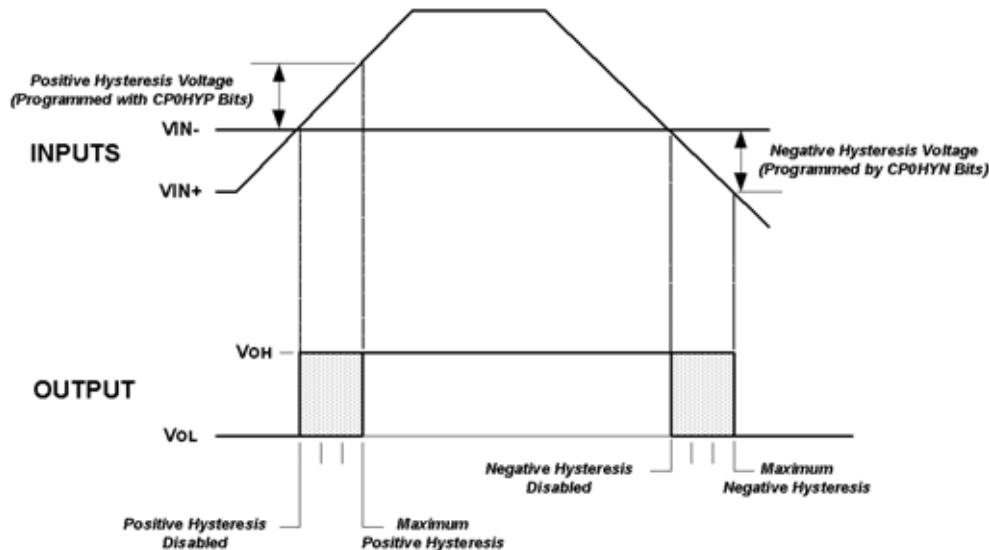 Positive Hysteresis Voltage
(Programmed with CP0HYP Bits)
VIN-
INPUTS
Negative Hysteresis Voltage
(Programmed by CP0HYN Bits)
VIN+
VOH
OUTPUT
VOL
Negative Hysteresis
Disabled
Maximum
Negative Hysteresis
Positive Hysteresis
Disabled
Maximum
Positive Hysteresis